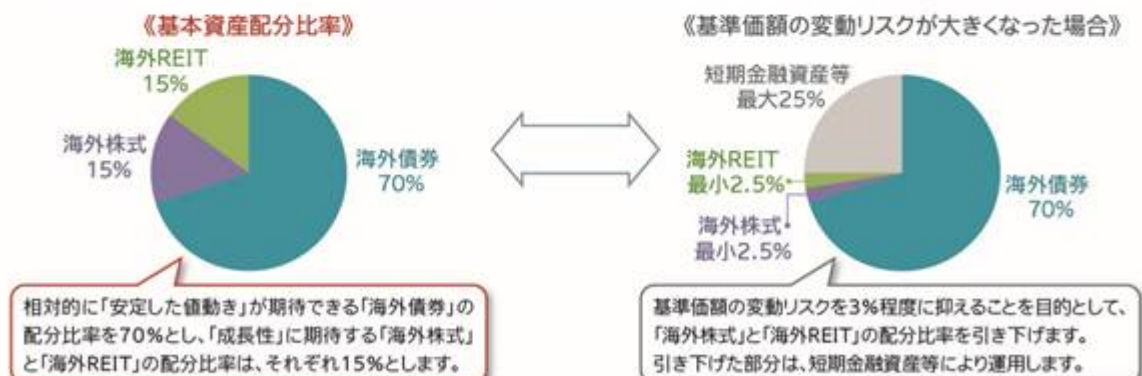 《基本資産配分比率》
海外REIT
15%
海外株式
15%
海外債券
70%
相対的に「安定した値動き」が期待できる「海外債券」の
配分比率を70%とし、「成長性」に期待する「海外株式」
と「海外REIT」の配分比率は、それぞれ15%とします。
《基準価額の変動リスクが大きくなった場合》
短期金融資産等
最大25%
海外REIT
最小2.5%
海外株式
最小2.5%
海外債券
70%
基準価額の変動リスクを3%程度に抑えることを目的として、
「海外株式」と「海外REIT」の配分比率を引き下げます。
引き下げた部分は、短期金融資産等により運用します。